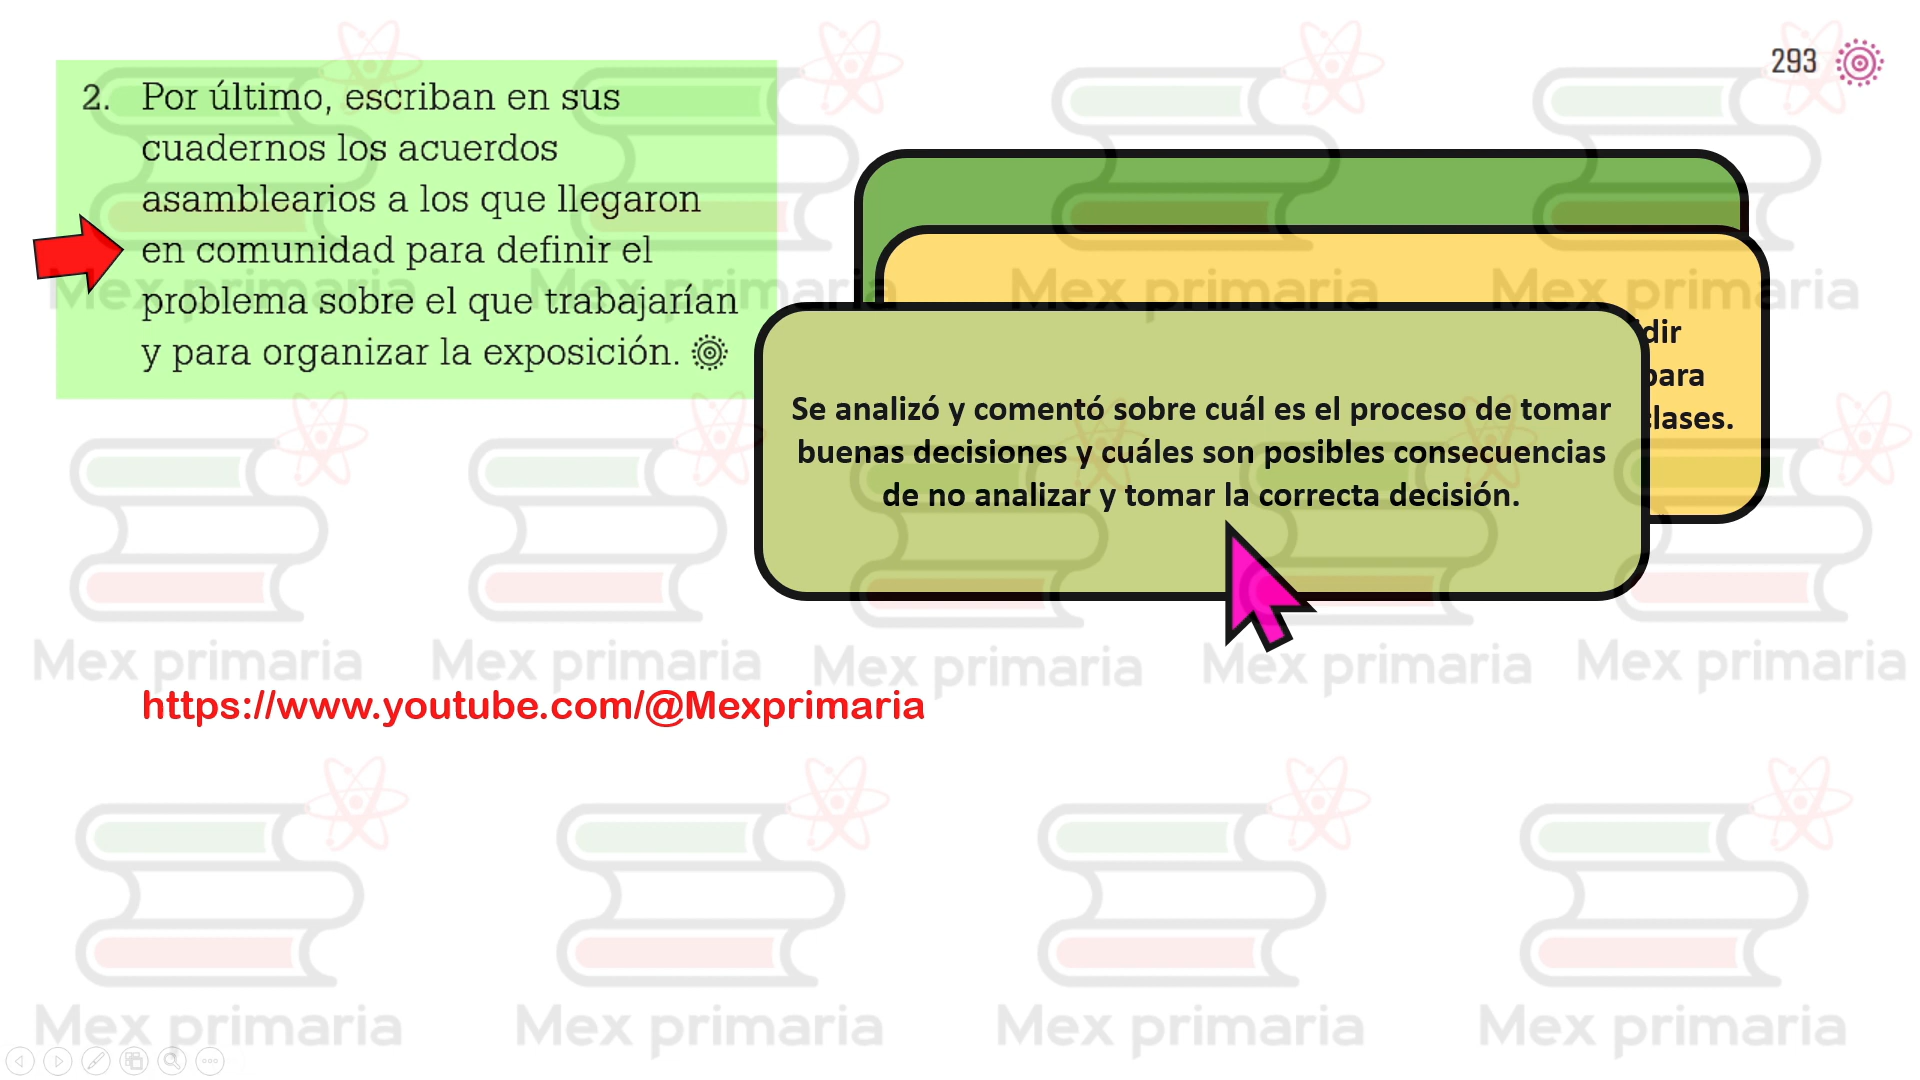 293
2. Por último, escriban en sus
cuadernos los acuerdos
asamblearios a los que llegaron
en comunidad para definir el
problema sobre el que trabajarían
y para organizar la exposición.
para
clases.
Se analizó y comentó sobre cuál es el proceso de tomar
buenas decisiones y cuáles son posibles consecuencias
de no analizar y tomar la correcta decisión.
https://www.youtube.com/@Mexprimaria
Mex primaria
Mex primaria
Mex primaria
Mex primaria
Mex primaria
Mex primaria
Mex primaria
Mex primaria
Mex primaria
Mex primaria
Mex primaria
Mex primaria
Mex primaria